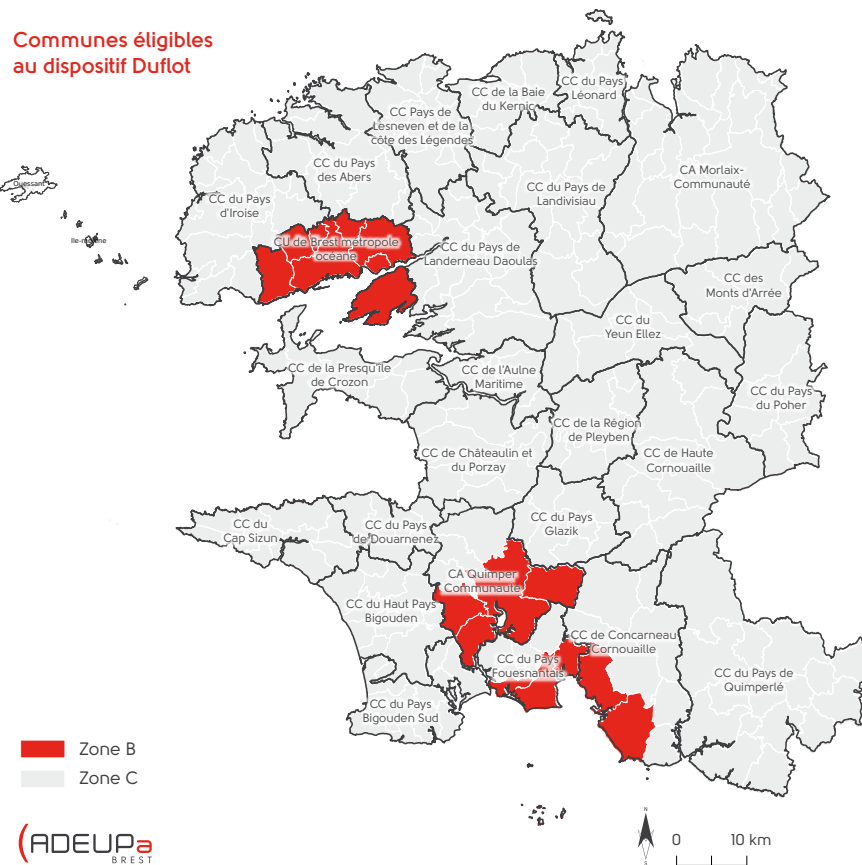 Communes éligibles
au dispositif Duflot
CC du Pays
Léonard
CC de la Baie
du Kernic
CC Pays de
Lesneven et de la
côte des Légendes
CC du Pays
des Abers
CA Morlaix-
Communauté
CC du Pays de
Landivisiau
Ouessant
CC du Pays
d'Iroise
Ile-molène
CU de Brest métropole
océane
CC du Pays de
Landerneau Daoulas
CC des
Monts d'Arrée
CC du
Yeun Ellez
CC de la Presqu'île
de Crozon
CC de l'Aulne
Maritime
CC du Pays
du Poher
CC de la Région
de Pleyben
CC de Châteaulin et
du Porzay
CC de Haute
Cornouaille
CC du
Cap Sizun
CC du Pays
de Douarnenez
CC du Pays
Glazik
CA Quimper
Communauté
CC du Haut Pays
Bigouden
CC de Concarneau
Cornouaille
CC du Pays
Fouesnantais
CC du Pays de
Quimperlé
CC du Pays
Bigouden Sud
Zone B
Zone C
ADEUPa
BREST
N
S
0 10 km